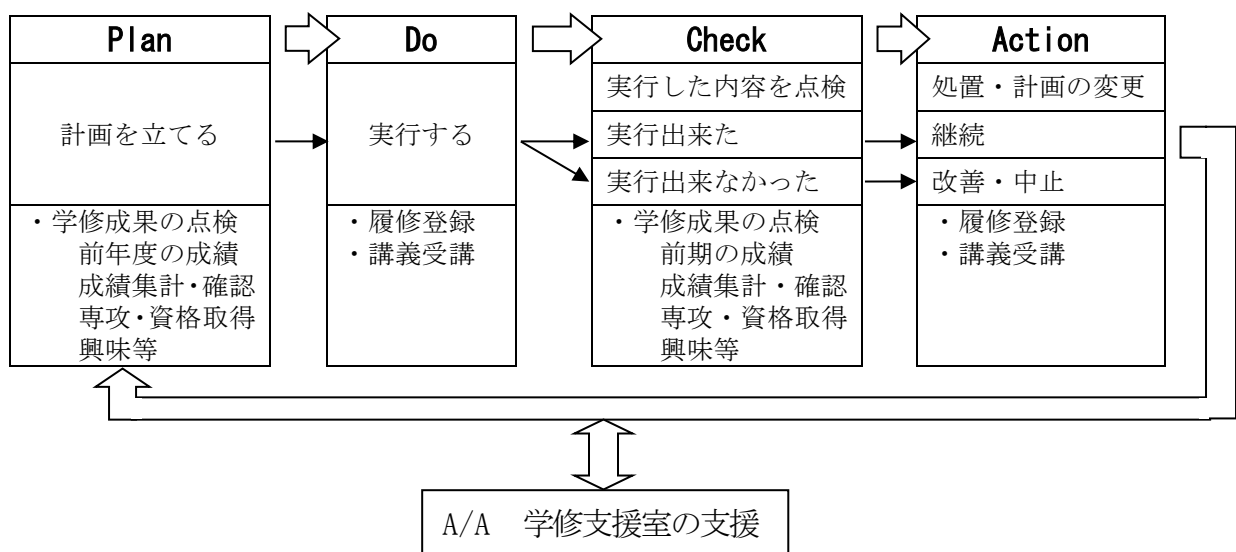 Plan
計画を立てる
・学修成果の点検
前年度の成績
成績集計・確認
専攻・資格取得
興味等
Do
実行する
・履修登録
・講義受講
Check
実行した内容を点検
実行出来た
実行出来なかった
・学修成果の点検
前期の成績
成績集計・確認
専攻・資格取得
興味等
Action
処置・計画の変更
継続
改善・中止
・履修登録
・講義受講
A/A 学修支援室の支援